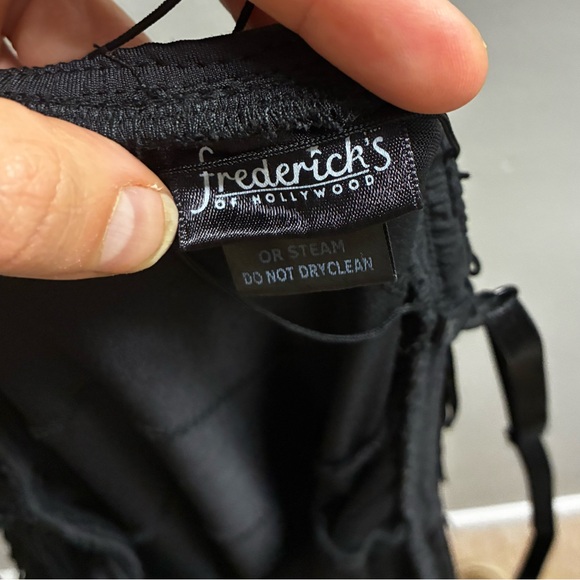 frederick's
OF HOLLYWOOD
OR STEAM
DO NOT DRYCLEAN